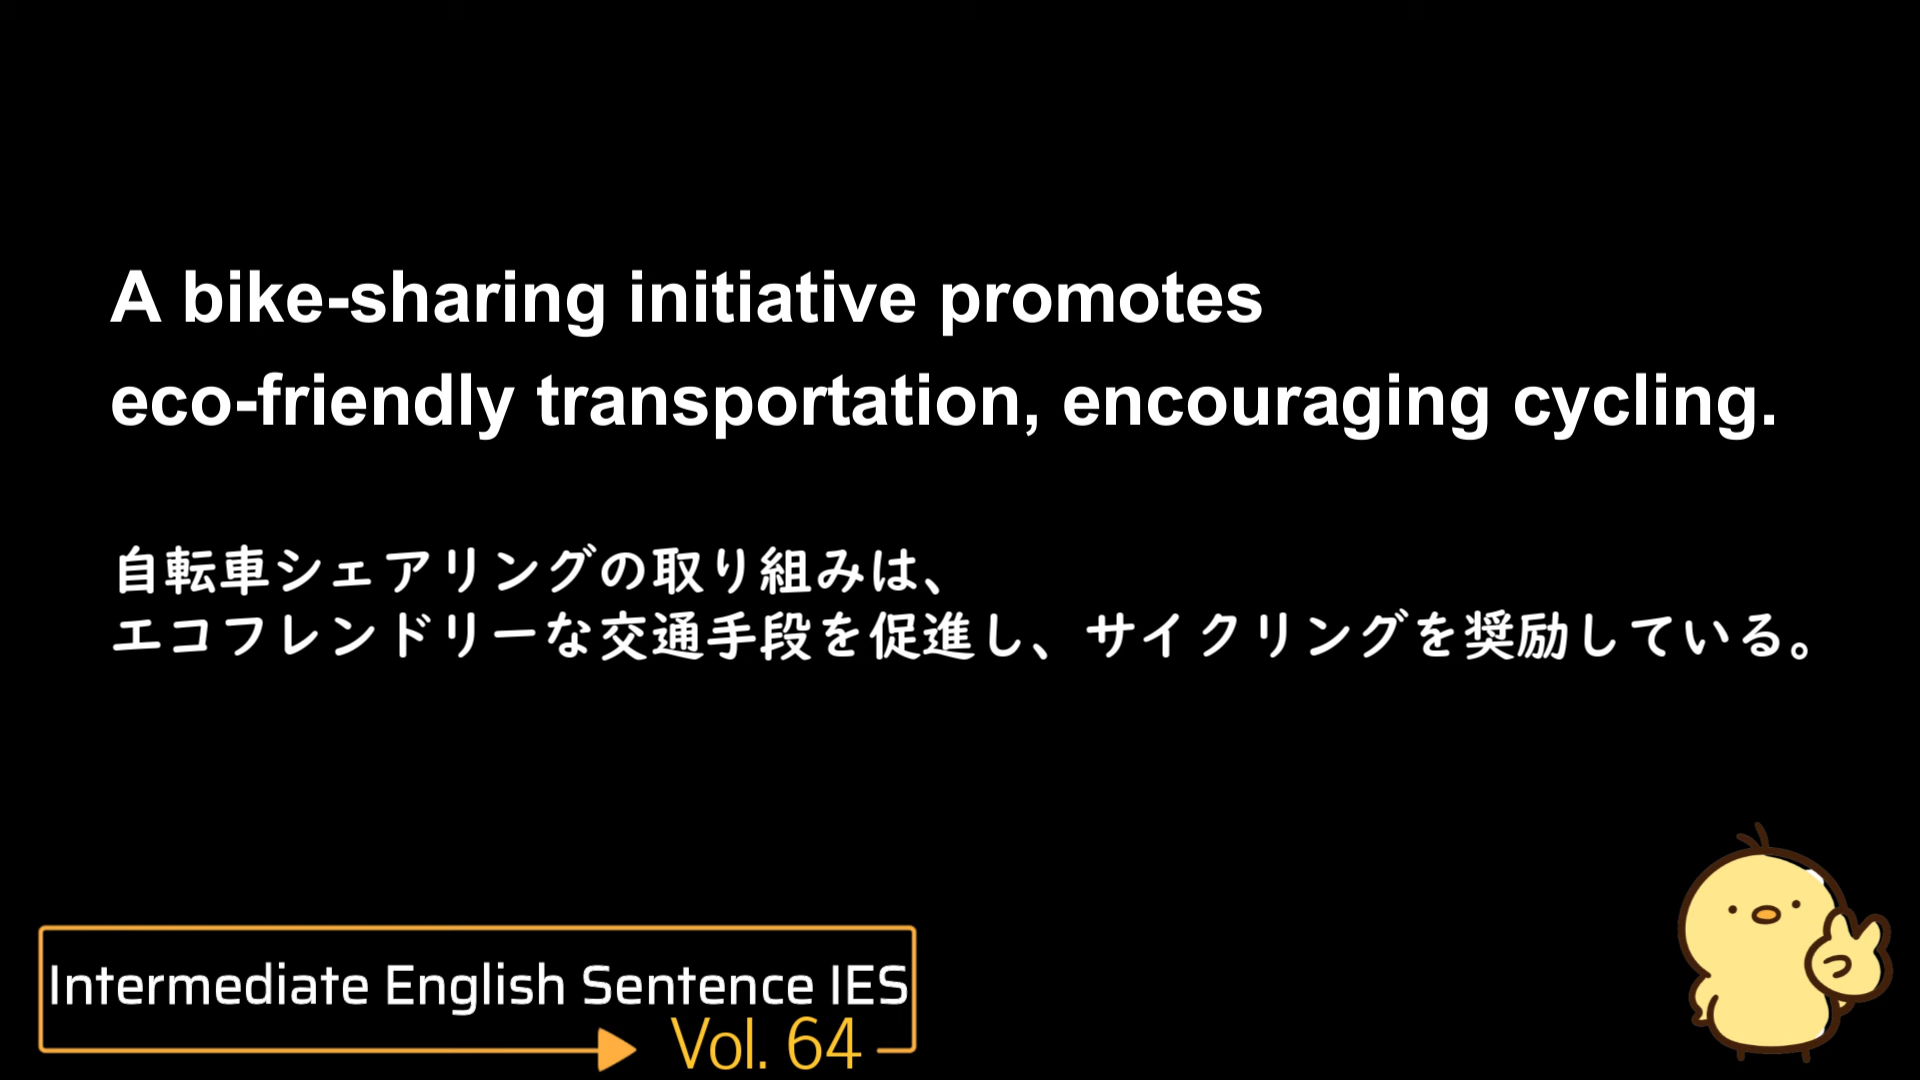 A bike-sharing initiative promotes
eco-friendly transportation, encouraging cycling.
自転車シェアリングの取り組みは、
エコフレンドリーな交通手段を促進し、サイクリングを奨励している。
Intermediate English Sentence IES
Vol. 64